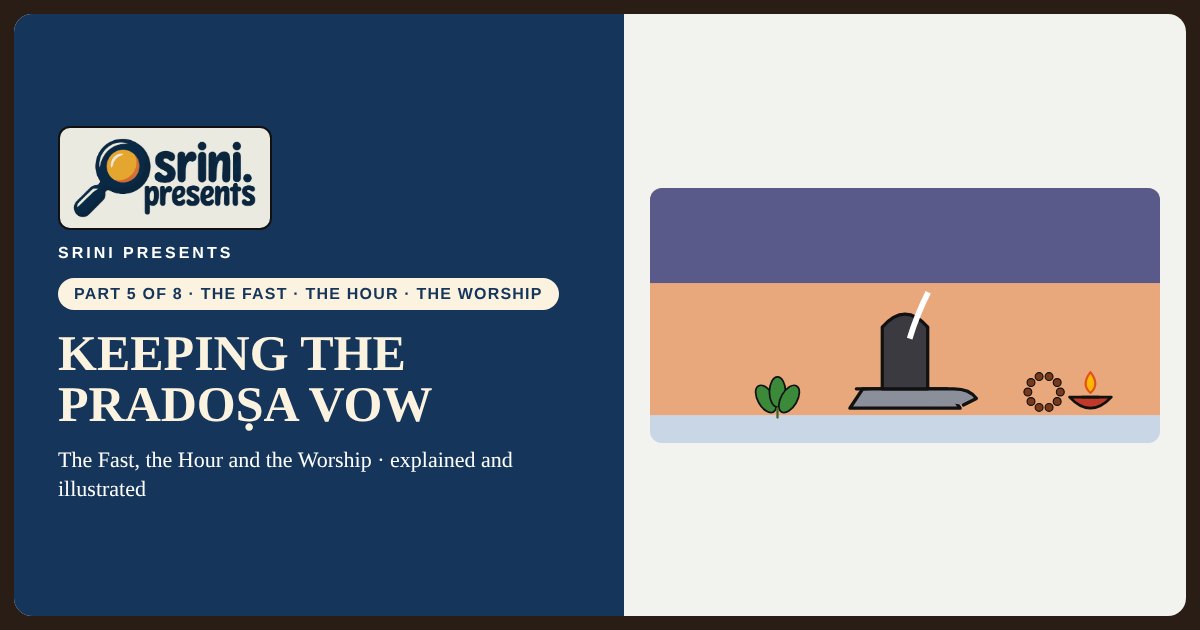 srini.
presents
SRINI PRESENTS
PART 5 OF 8 · THE FAST · THE HOUR · THE WORSHIP
KEEPING THE
PRADOṢA VOW
The Fast, the Hour and the Worship · explained and
illustrated